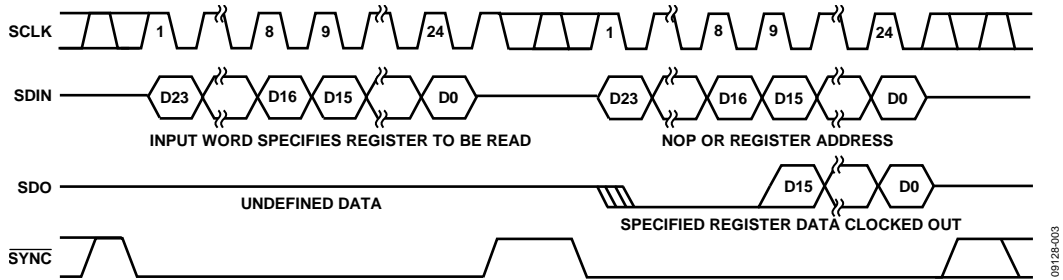 SCLK 1 8 9 24 1 8 9 24
SDIN D23 D16 D15 D0 D23 D16 D15 D0
INPUT WORD SPECIFIES REGISTER TO BE READ NOP OR REGISTER ADDRESS
SDO D15 D0
UNDEFINED DATA SPECIFIED REGISTER DATA CLOCKED OUT
SYNC
09128-003